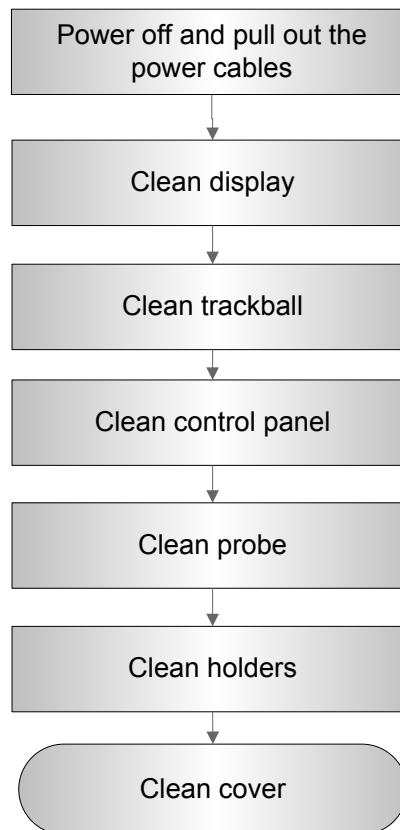 Power off and pull out the
power cables
Clean display
Clean trackball
Clean control panel
Clean probe
Clean holders
Clean cover